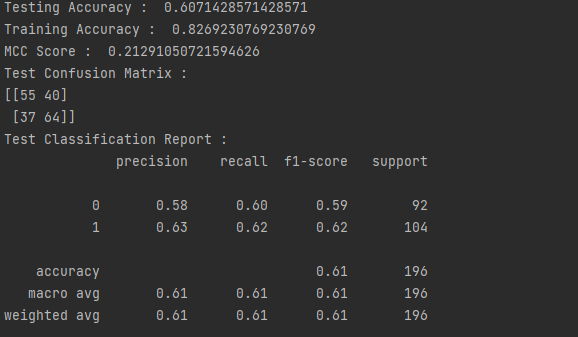 Testing Accuracy :  0.6071428571428571
Training Accuracy :  0.8269230769230769
MCC Score :  0.21291050721594626
Test Confusion Matrix :
[[55 40]
 [37 64]]
Test Classification Report :
              precision    recall  f1-score   support

           0       0.58      0.60      0.59        92
           1       0.63      0.62      0.62       104

    accuracy                           0.61       196
   macro avg       0.61      0.61      0.61       196
weighted avg       0.61      0.61      0.61       196